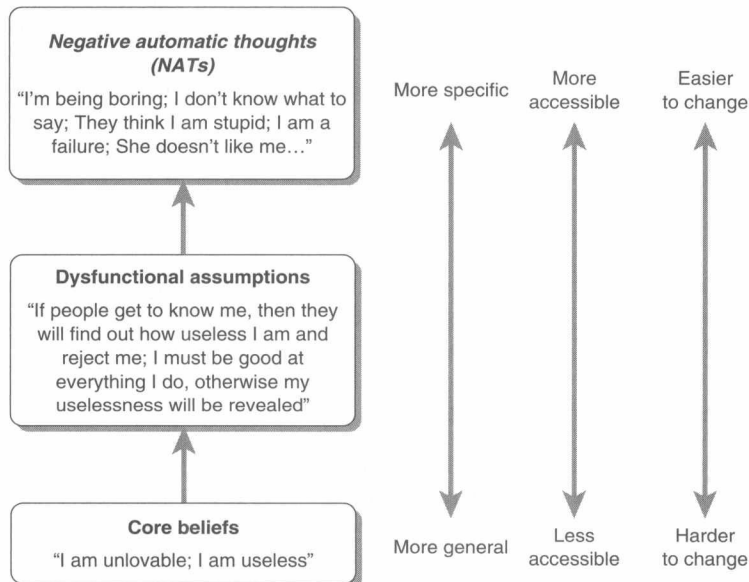 Negative automatic thoughts
(NATs)
“I’m being boring; I don’t know what to
say; They think I am stupid; I am a
failure; She doesn’t like me…”
More specific
More
accessible
Easier
to change
Dysfunctional assumptions
“If people get to know me, then they
will find out how useless I am and
reject me; I must be good at
everything I do, otherwise my
uselessness will be revealed”
Core beliefs
“I am unlovable; I am useless”
More general
Less
accessible
Harder
to change